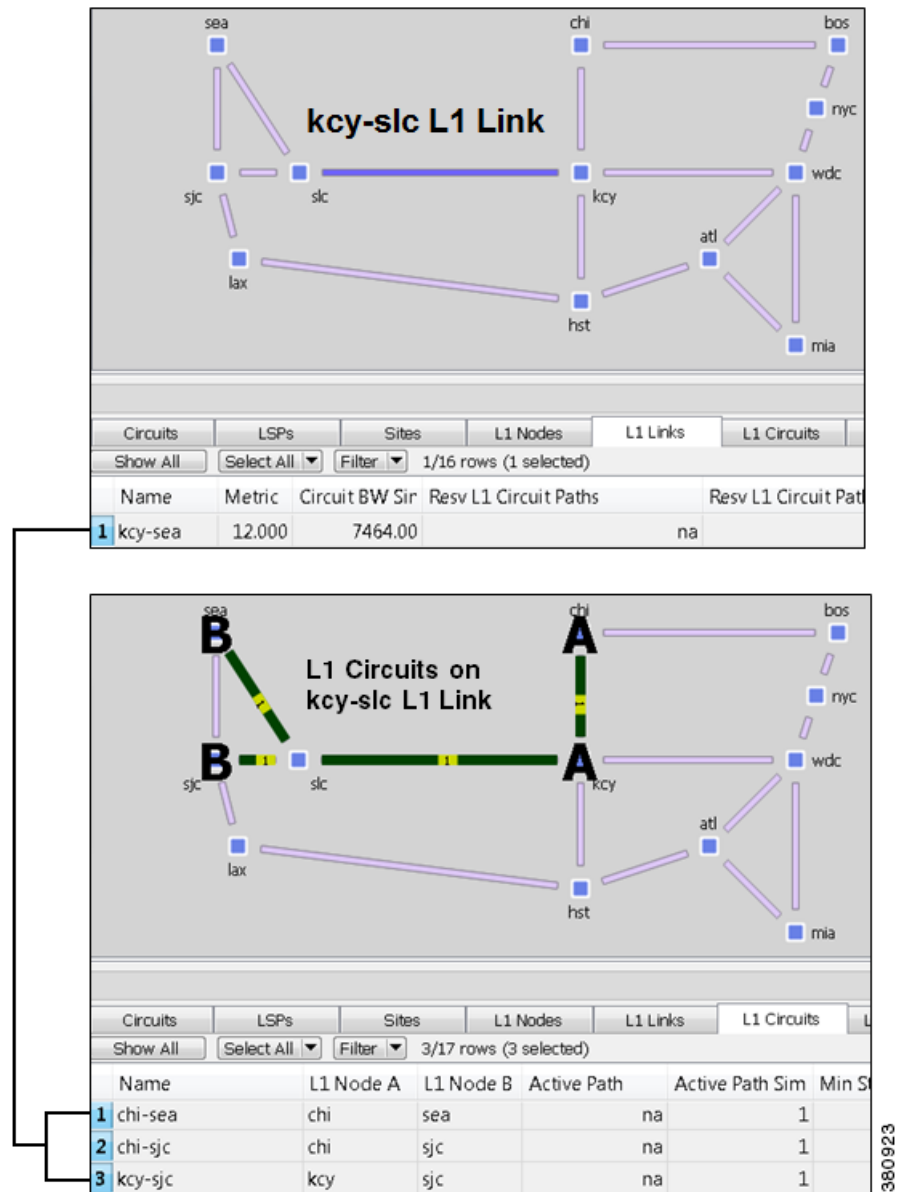 sea chi bos
kcy-slc L1 Link
nyc
sjc slc kcy wdc
atl
lax
hst
mia
Circuits LSPs Sites L1 Nodes L1 Links L1 Circuits
Show All Select All Filter 1/16 rows (1 selected)
Name Metric Circuit BW Sir Resv L1 Circuit Paths Resv L1 Circuit Pat
1 kcy-sea 12.000 7464.00 na
sea chi bos
B A
L1 Circuits on
kcy-slc L1 Link
1 1
nyc
B 1 1 A
sjc slc kcy wdc
atl
lax
hst
mia
Circuits LSPs Sites L1 Nodes L1 Links L1 Circuits L
Show All Select All Filter 3/17 rows (3 selected)
Name L1 Node A L1 Node B Active Path Active Path Sim Min S
1 chi-sea chi sea na 1
2 chi-sjc chi sjc na 1
3 kcy-sjc kcy sjc na 1
380923